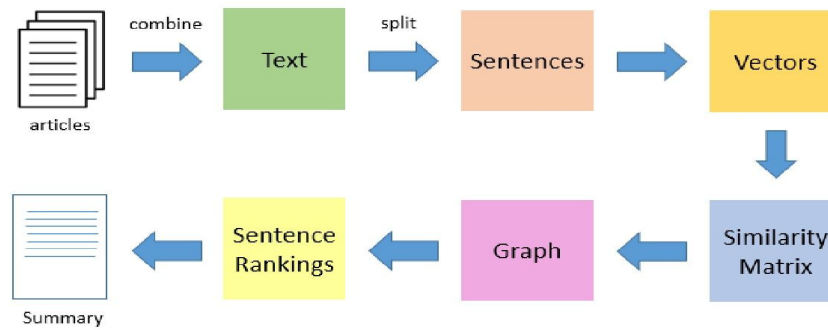 combine
split
Text
Sentences
Vectors
articles
Sentence
Rankings
Graph
Similarity
Matrix
Summary